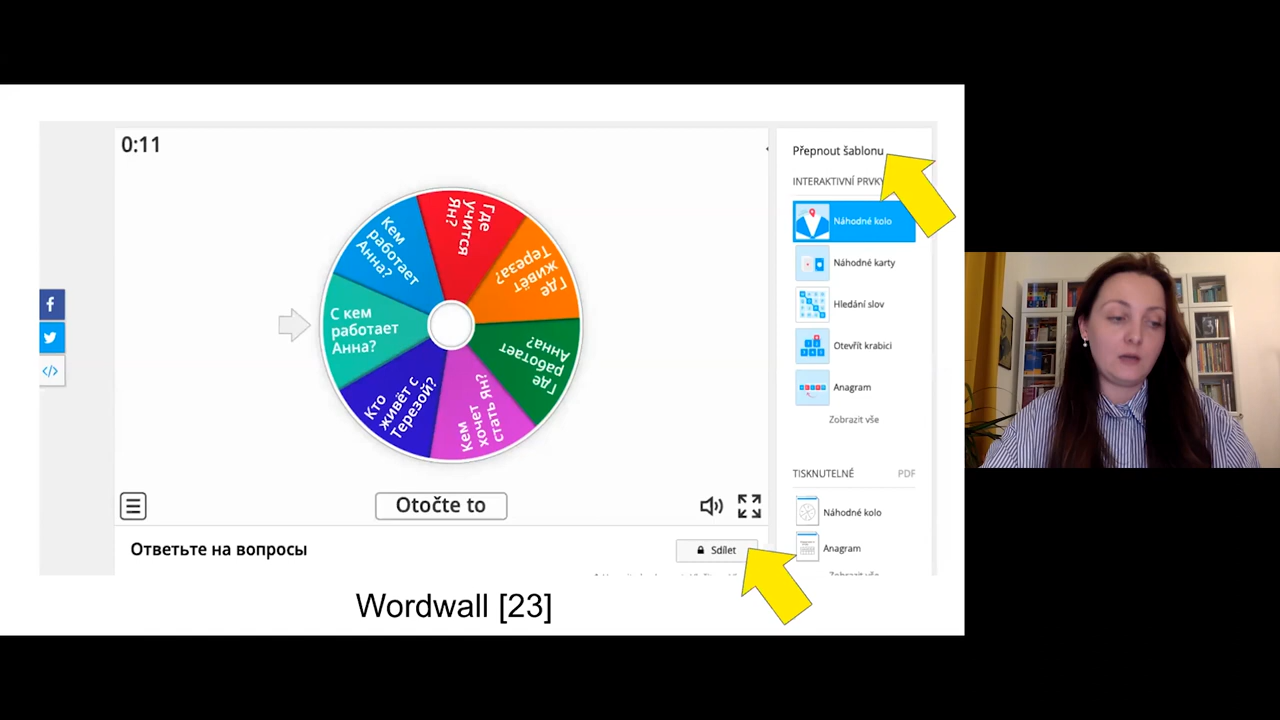 0:11
Přepnout šablonu
INTERAKTIVNÍ PRVKY
Náhodné kolo
Náhodné karty
Hledání slov
Otevřít krabici
Anagram
Zobrazit vše
TISKNUTELNÉ
PDF
Náhodné kolo
Anagram
Zobrazit vše
Где
учится
Ян?
Где
живёт
Тереза?
Где
работает
Анна?
Кем
хочет
стать Ян?
Кто
живёт с
Терезой?
С кем
работает
Анна?
Кем
работает
Анна?
Otočte to
Ответьте на вопросы
Sdílet
Wordwall [23]